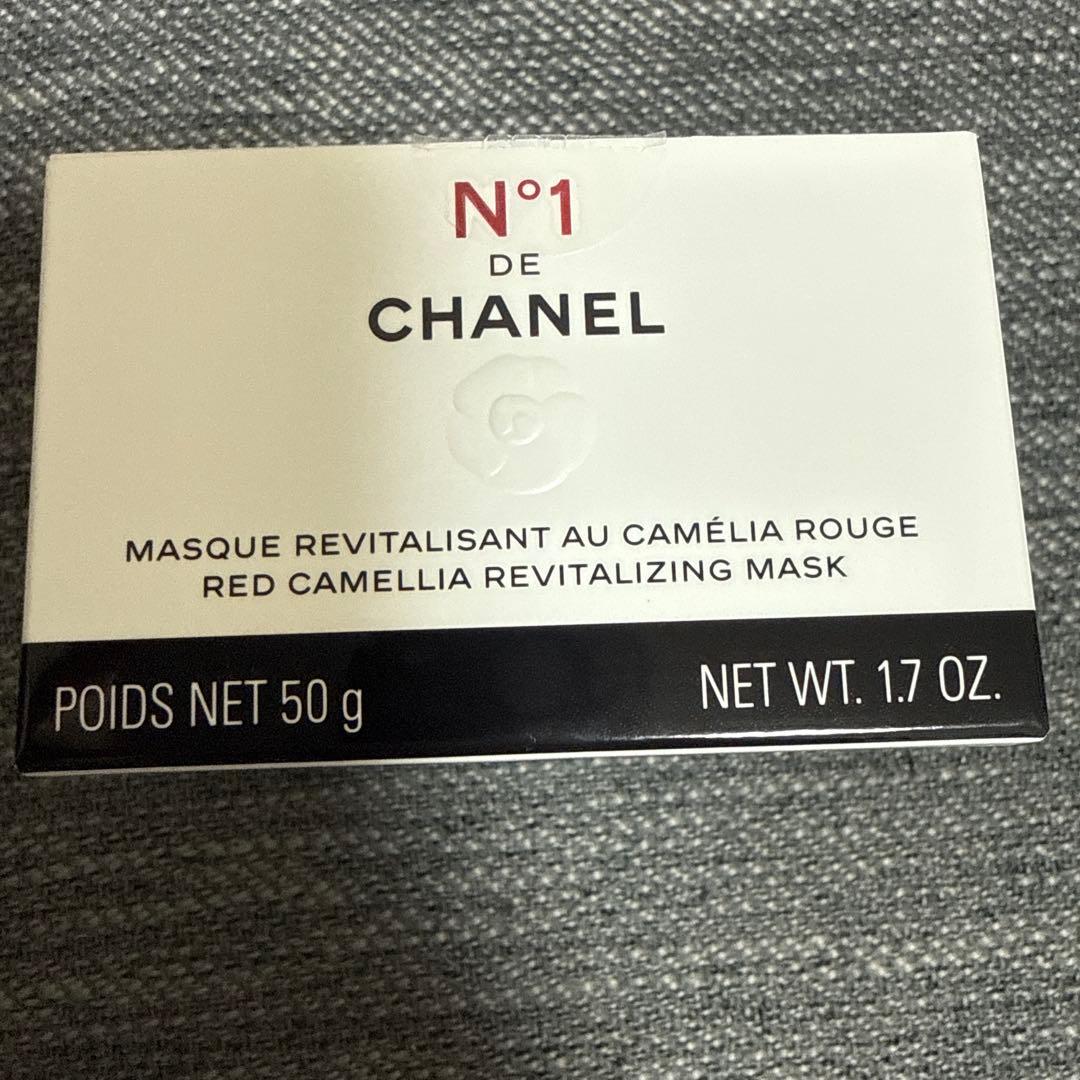 N°1
DE
CHANEL
MASQUE REVITALISANT AU CAMÉLIA ROUGE
RED CAMELLIA REVITALIZING MASK
POIDS NET 50 g NET WT. 1.7 OZ.